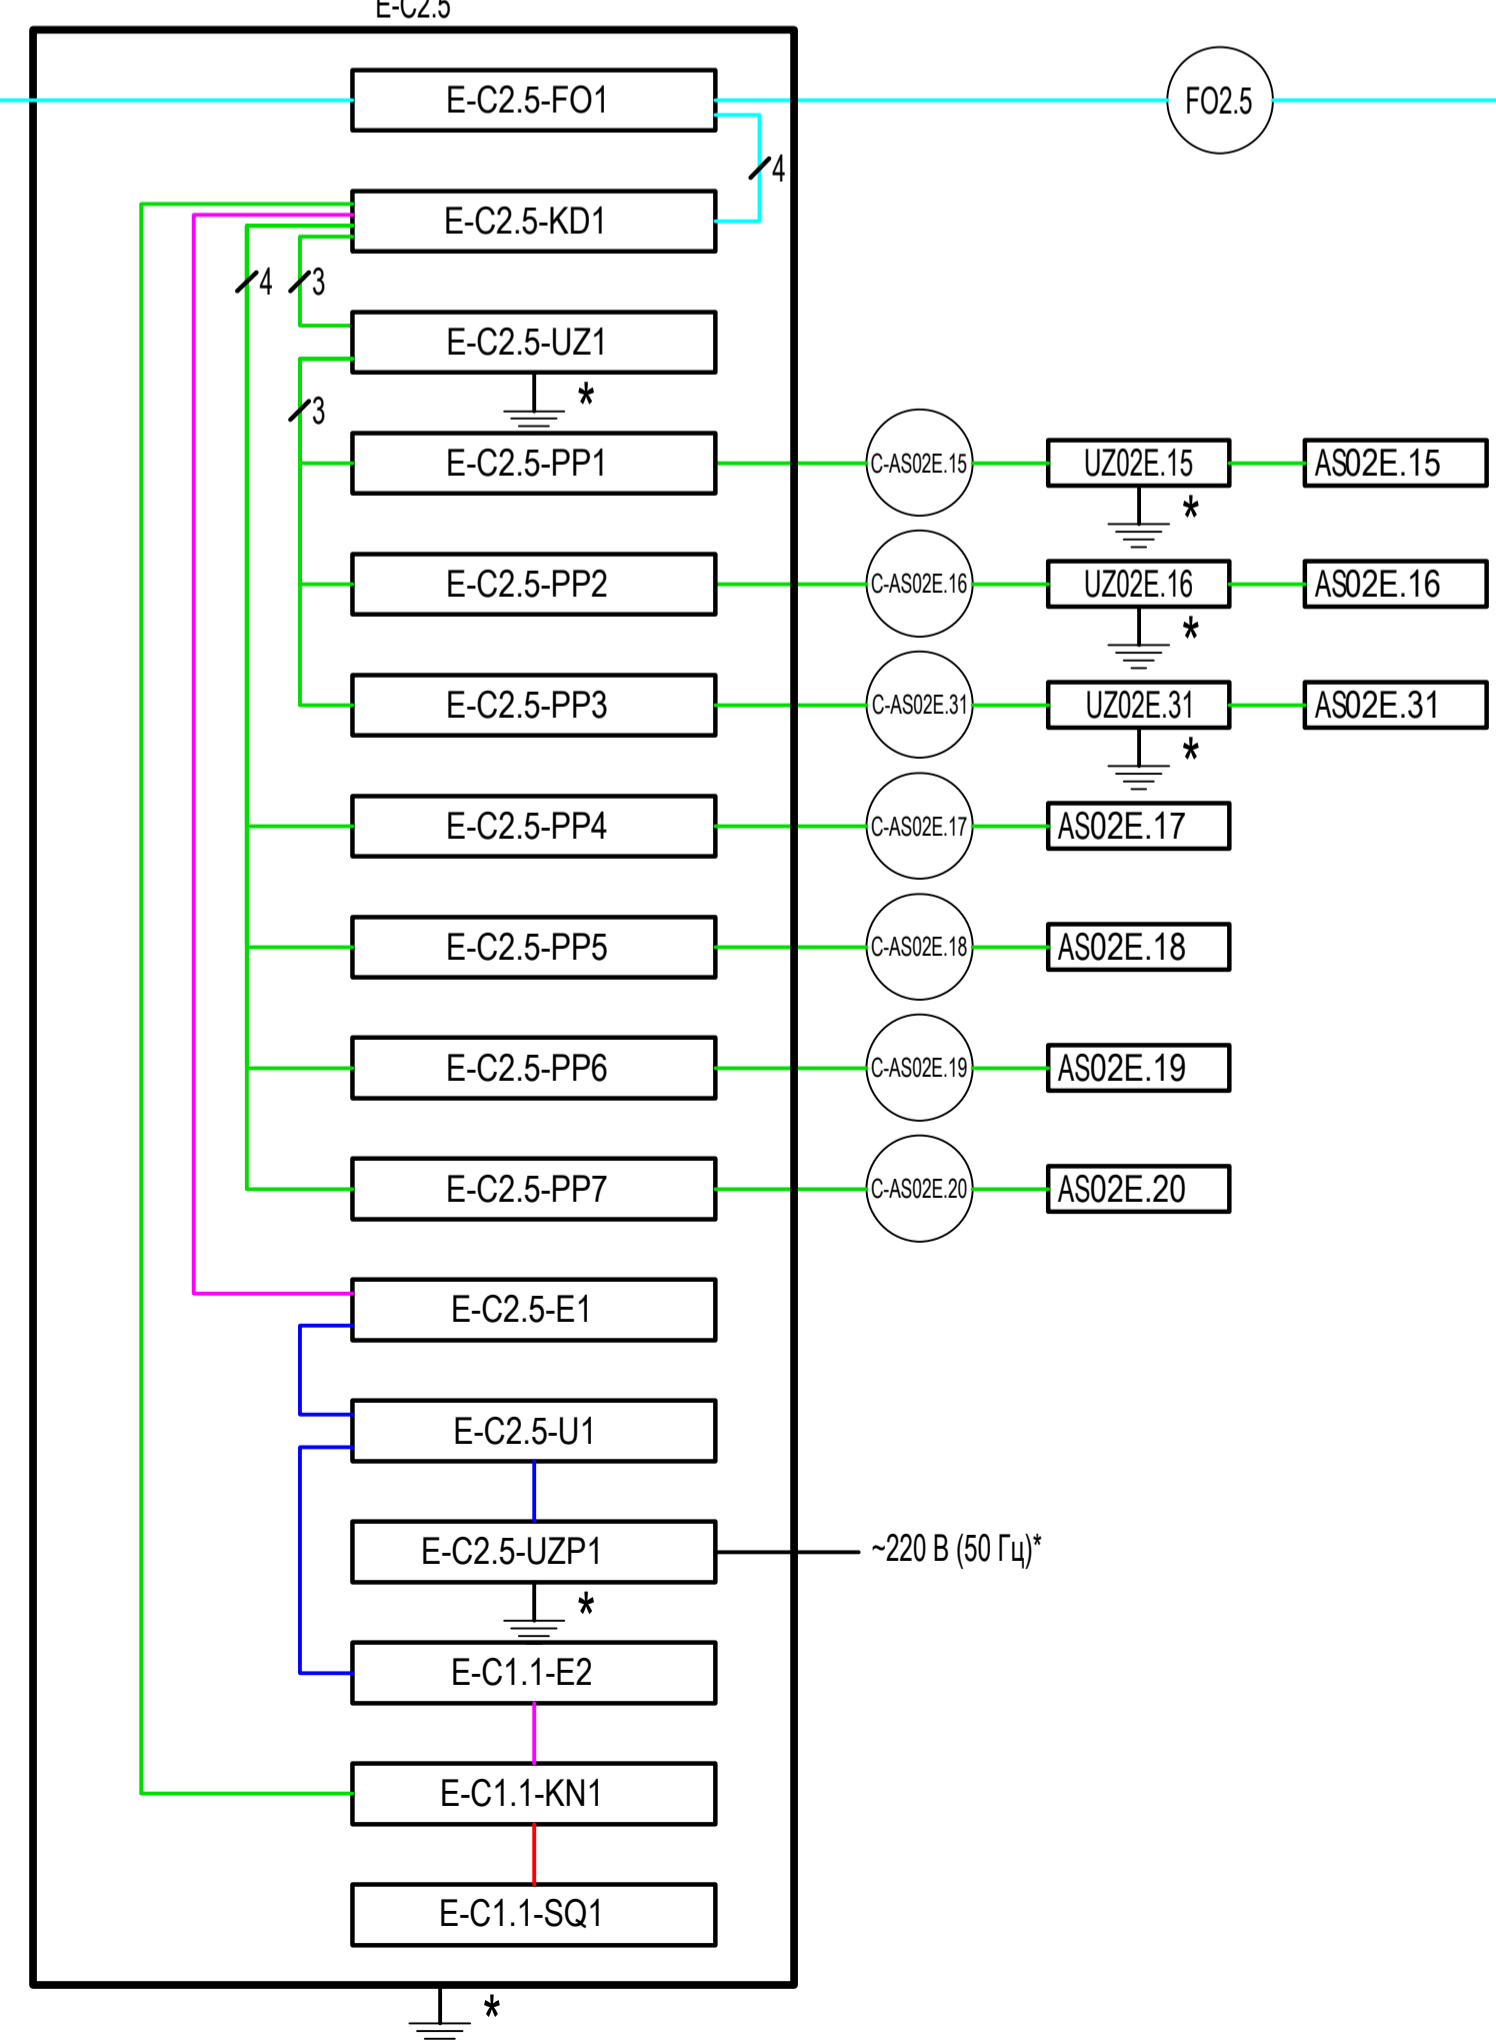 E-C2.5
E-C2.5-FO1
FO2.5
4
E-C2.5-KD1
4
3
E-C2.5-UZ1
*
3
E-C2.5-PP1
C-AS02E.15
UZ02E.15
AS02E.15
*
E-C2.5-PP2
C-AS02E.16
UZ02E.16
AS02E.16
*
E-C2.5-PP3
C-AS02E.31
UZ02E.31
AS02E.31
*
E-C2.5-PP4
C-AS02E.17
AS02E.17
E-C2.5-PP5
C-AS02E.18
AS02E.18
E-C2.5-PP6
C-AS02E.19
AS02E.19
E-C2.5-PP7
C-AS02E.20
AS02E.20
E-C2.5-E1
E-C2.5-U1
E-C2.5-UZP1
~220 В (50 Гц)*
*
E-C1.1-E2
E-C1.1-KN1
E-C1.1-SQ1
*